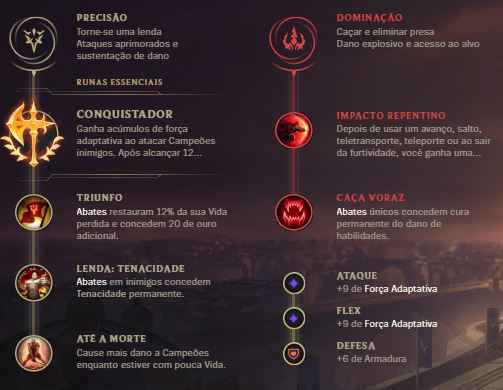 PRECISÃO
Torne-se uma lenda
Ataques aprimorados e
sustentação de dano
RUNAS ESSENCIAIS
CONQUISTADOR
Ganha acúmulos de força
adaptativa ao atacar Campeões
inimigos. Após alcançar 12...
TRIUNFO
Abates restauram 12% da sua Vida
perdida e concedem 20 de ouro
adicional.
LENDA: TENACIDADE
Abates em inimigos concedem
Tenacidade permanente.
ATÉ A MORTE
Cause mais dano a Campeões
enquanto estiver com pouca Vida.
DOMINAÇÃO
Caçar e eliminar presa
Dano explosivo e acesso ao alvo
IMPACTO REPENTINO
Depois de usar um avanço, salto,
teletransporte, teleporte ou ao sair
da furtividade, você ganha uma...
CAÇA VORAZ
Abates únicos concedem cura
permanente do dano de
habilidades.
ATAQUE
+9 de Força Adaptativa
FLEX
+9 de Força Adaptativa
DEFESA
+6 de Armadura